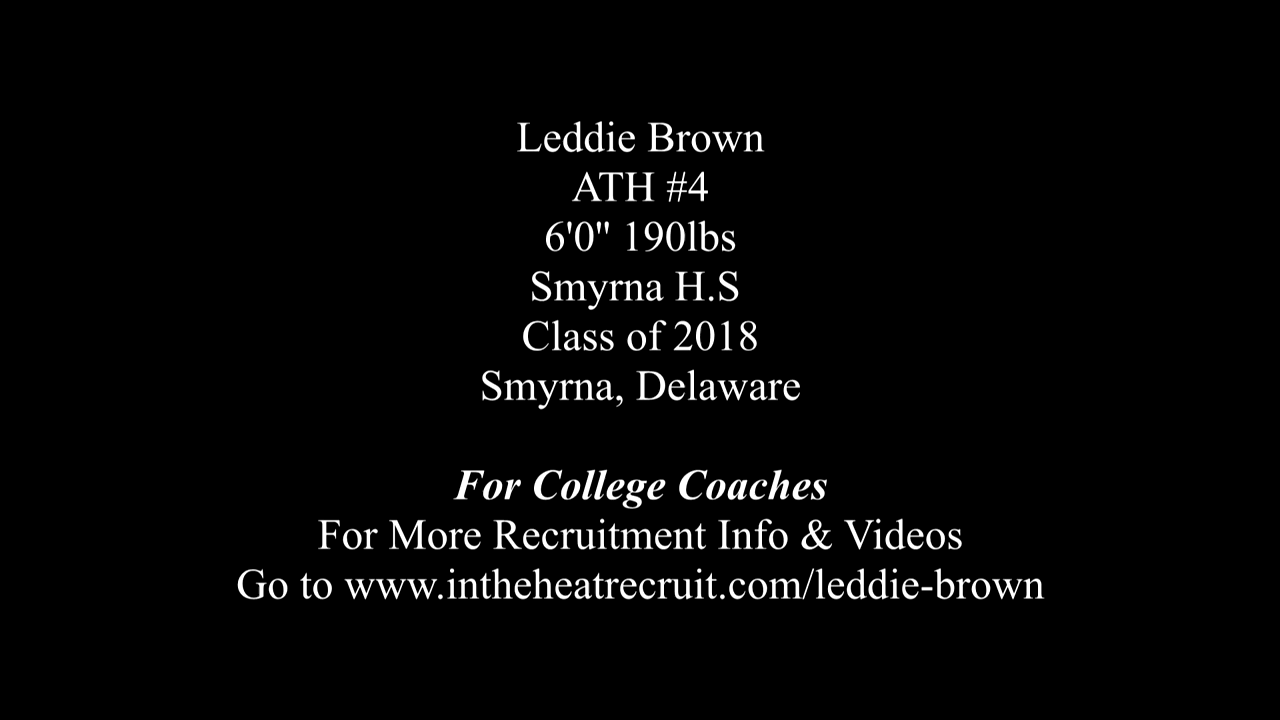 Leddie Brown
ATH #4
6'0" 190lbs
Smyrna H.S
Class of 2018
Smyrna, Delaware
For College Coaches
For More Recruitment Info & Videos
Go to www.intheheatrecruit.com/leddie-brown